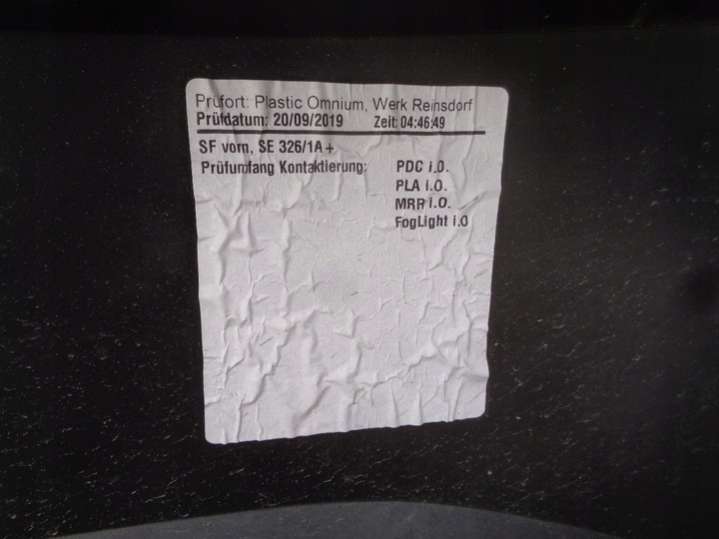 Prüfort: Plastic Omnium, Werk Reinsdorf
Prüfdatum: 20/09/2019 Zeit: 04:46:49
SF vorn, SE 326/1A+
Prüfumfang Kontaktierung: PDC i.O.
PLA i.O.
MRR i.O.
FogLight i.O